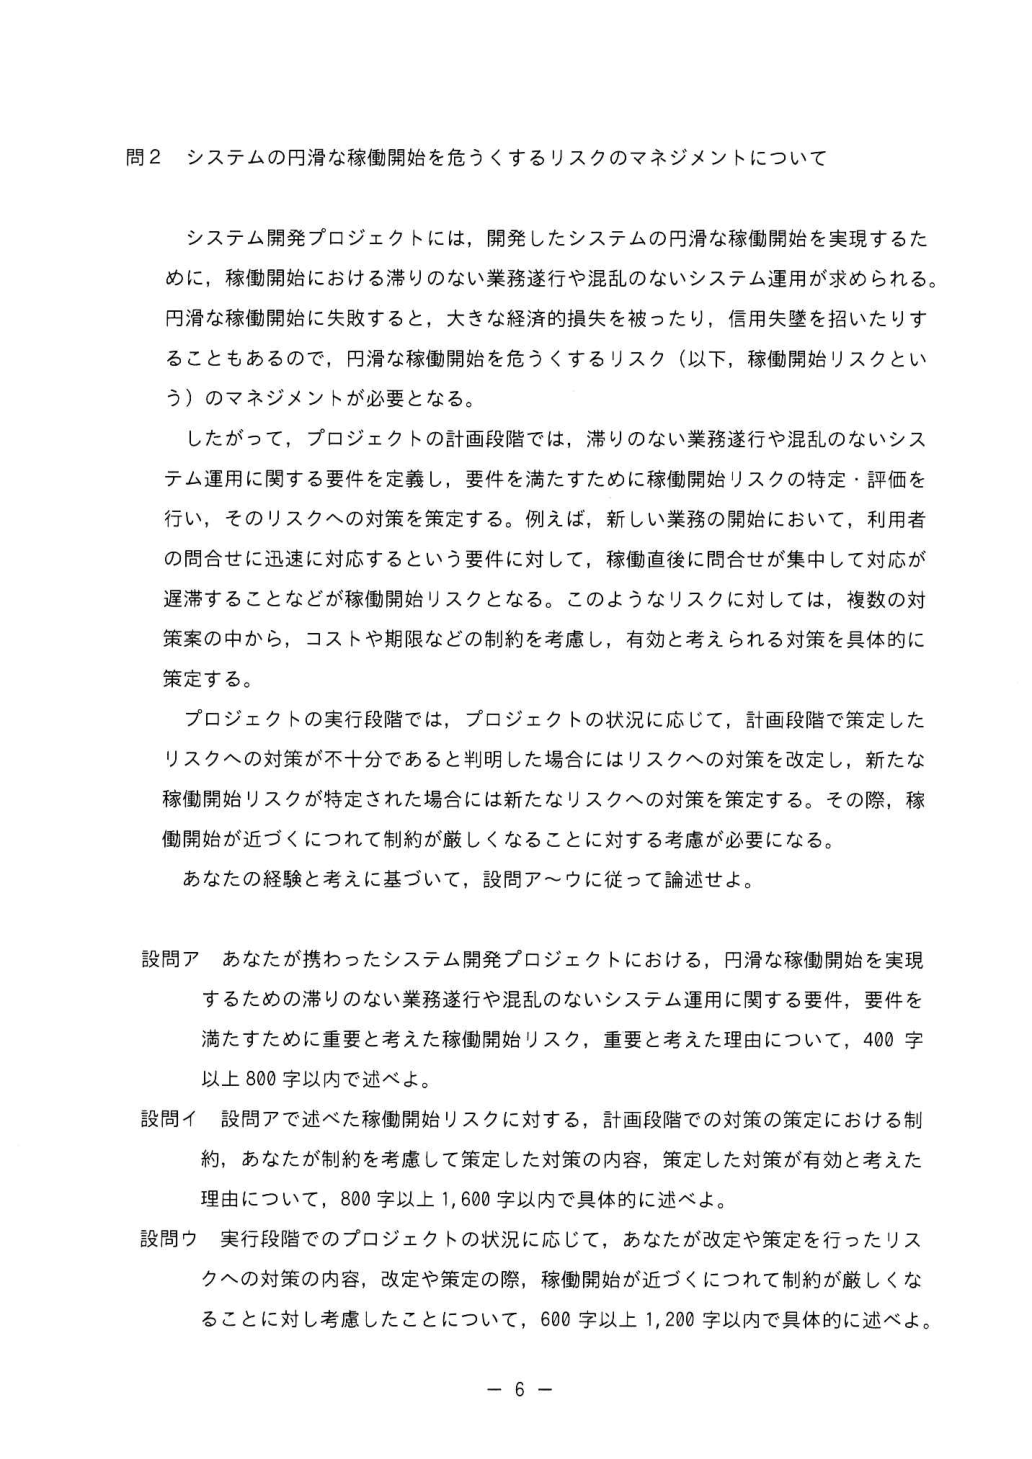 問2　システムの円滑な稼働開始を危うくするリスクのマネジメントについて
システム開発プロジェクトには，開発したシステムの円滑な稼働開始を実現するた
めに，稼働開始における滞りのない業務遂行や混乱のないシステム運用が求められる。
円滑な稼働開始に失敗すると，大きな経済的損失を被ったり，信用失墜を招いたりす
ることもあるので，円滑な稼働開始を危うくするリスク（以下，稼働開始リスクとい
う）のマネジメントが必要となる。
したがって，プロジェクトの計画段階では，滞りのない業務遂行や混乱のないシス
テム運用に関する要件を定義し，要件を満たすために稼働開始リスクの特定・評価を
行い，そのリスクへの対策を策定する。例えば，新しい業務の開始において，利用者
の問合せに迅速に対応するという要件に対して，稼働直後に問合せが集中して対応が
遅滞することなどが稼働開始リスクとなる。このようなリスクに対しては，複数の対
策案の中から，コストや期限などの制約を考慮し，有効と考えられる対策を具体的に
策定する。
プロジェクトの実行段階では，プロジェクトの状況に応じて，計画段階で策定した
リスクへの対策が不十分であると判明した場合にはリスクへの対策を改定し，新たな
稼働開始リスクが特定された場合には新たなリスクへの対策を策定する。その際，稼
働開始が近づくにつれて制約が厳しくなることに対する考慮が必要になる。
あなたの経験と考えに基づいて，設問ア～ウに従って論述せよ。
設問ア　あなたが携わったシステム開発プロジェクトにおける，円滑な稼働開始を実現
するための滞りのない業務遂行や混乱のないシステム運用に関する要件，要件を
満たすために重要と考えた稼働開始リスク，重要と考えた理由について，400 字
以上 800 字以内で述べよ。
設問イ　設問アで述べた稼働開始リスクに対する，計画段階での対策の策定における制
約，あなたが制約を考慮して策定した対策の内容，策定した対策が有効と考えた
理由について，800 字以上 1,600 字以内で具体的に述べよ。
設問ウ　実行段階でのプロジェクトの状況に応じて，あなたが改定や策定を行ったリス
クへの対策の内容，改定や策定の際，稼働開始が近づくにつれて制約が厳しくな
ることに対し考慮したことについて，600 字以上 1,200 字以内で具体的に述べよ。
－ 6 －